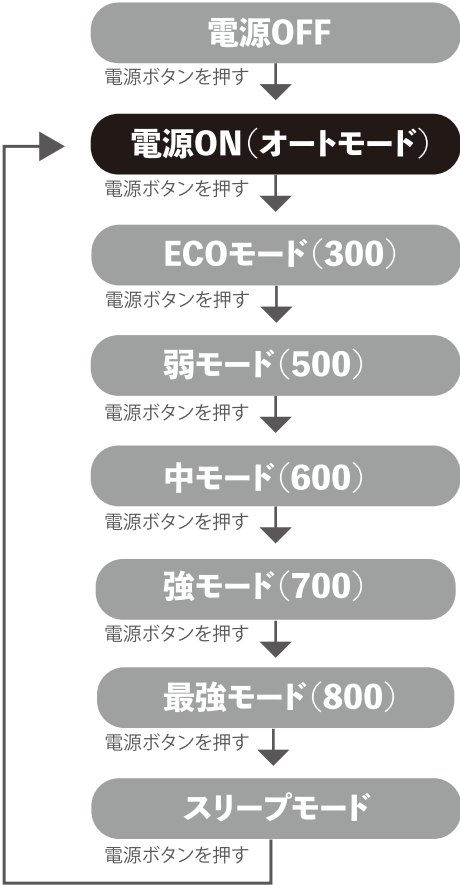 電源OFF
電源ボタンを押す
電源ON（オートモード）
電源ボタンを押す
ECOモード（300）
電源ボタンを押す
弱モード（500）
電源ボタンを押す
中モード（600）
電源ボタンを押す
強モード（700）
電源ボタンを押す
最強モード（800）
電源ボタンを押す
スリープモード
電源ボタンを押す